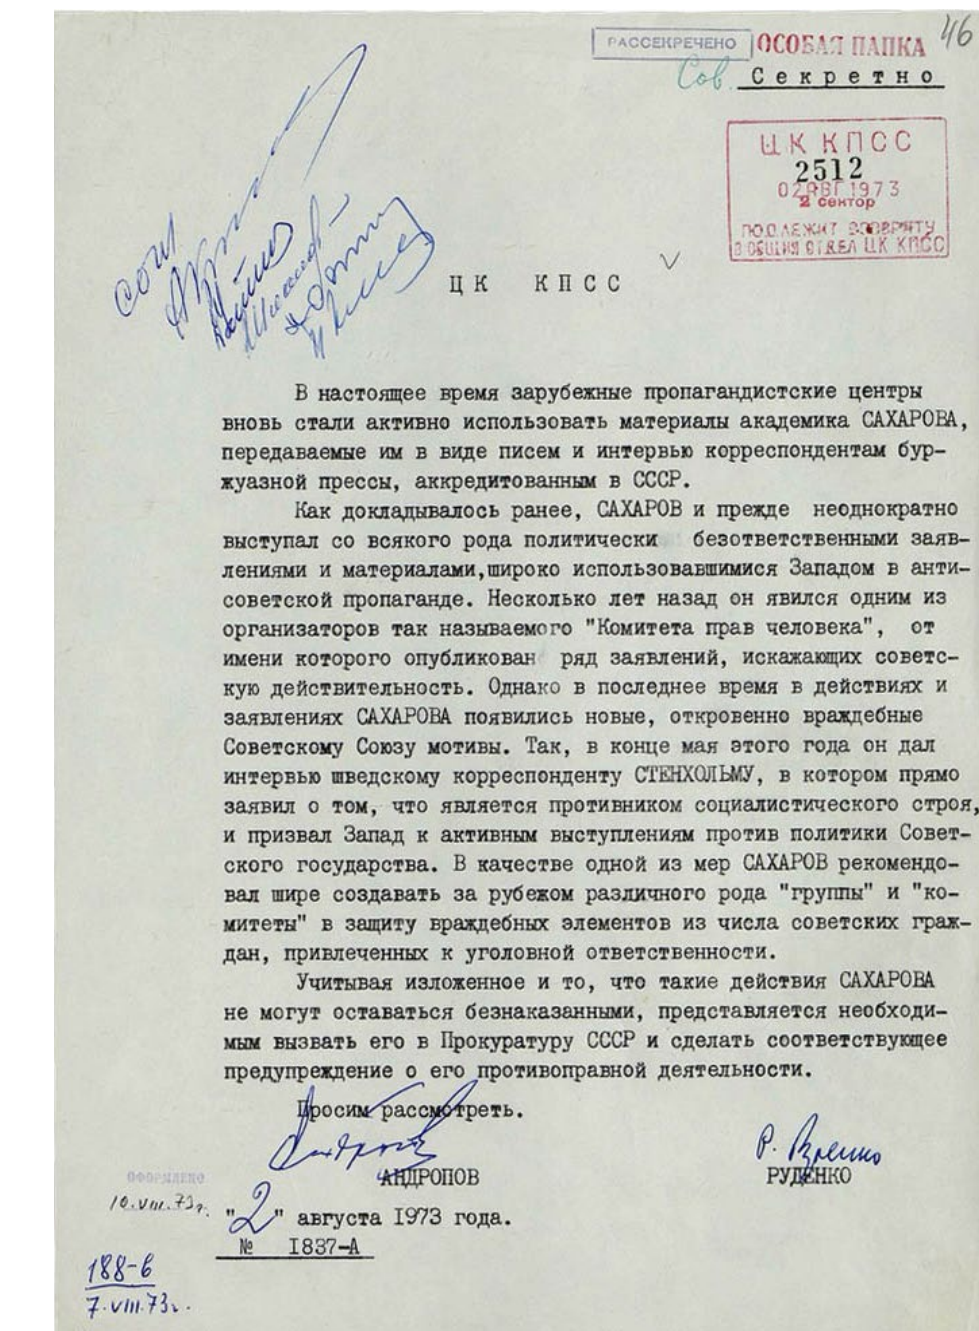 46
РАССЕКРЕЧЕНО
ОСОБАЯ ПАПКА
Сов. Секретно
ЦК КПСС
2512
02 АВГ 1973
2 сектор
ПОДЛЕЖИТ ВОЗВРАТУ
В ОБЩИЙ ОТДЕЛ ЦК КПСС
ЦК КПСС
В настоящее время зарубежные пропагандистские центры
вновь стали активно использовать материалы академика САХАРОВА,
передаваемые им в виде писем и интервью корреспондентам бур-
жуазной прессы, аккредитованным в СССР.
Как докладывалось ранее, САХАРОВ и прежде неоднократно
выступал со всякого рода политически безответственными заяв-
лениями и материалами,широко использовавшимися Западом в анти-
советской пропаганде. Несколько лет назад он явился одним из
организаторов так называемого "Комитета прав человека", от
имени которого опубликован ряд заявлений, искажающих советс-
кую действительность. Однако в последнее время в действиях и
заявлениях САХАРОВА появились новые, откровенно враждебные
Советскому Союзу мотивы. Так, в конце мая этого года он дал
интервью шведскому корреспонденту СТЕНХОЛЬМУ, в котором прямо
заявил о том, что является противником социалистического строя,
и призвал Запад к активным выступлениям против политики Совет-
ского государства. В качестве одной из мер САХАРОВ рекомендо-
вал шире создавать за рубежом различного рода "группы" и "ко-
митеты" в защиту враждебных элементов из числа советских граж-
дан, привлеченных к уголовной ответственности.
Учитывая изложенное и то, что такие действия САХАРОВА
не могут оставаться безнаказанными, представляется необходи-
мым вызвать его в Прокуратуру СССР и сделать соответствующее
предупреждение о его противоправной деятельности.
Просим рассмотреть.
АНДРОПОВ
РУДЕНКО
ОФОРМЛЕНО
10.VIII.73г.
"2" августа 1973 года.
№ 1837-А
188-6
7.VIII.73г.